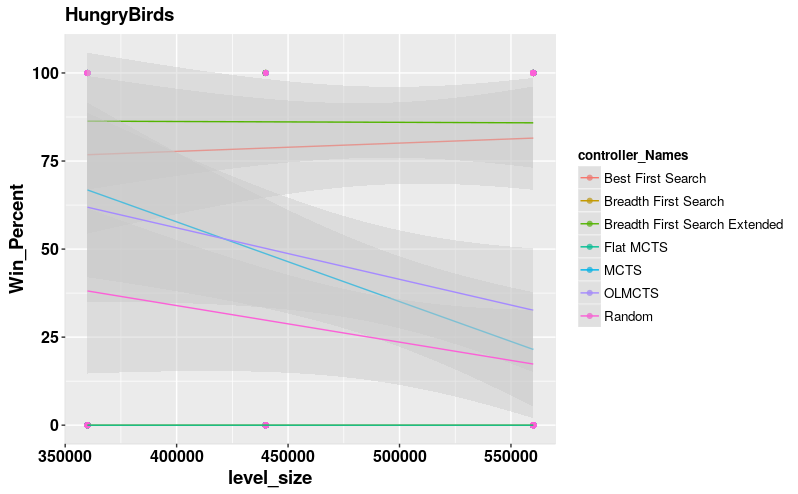 HungryBirds
100
75
50
25
0
Win_Percent
350000 400000 450000 500000 550000
level_size
controller_Names
Best First Search
Breadth First Search
Breadth First Search Extended
Flat MCTS
MCTS
OLMCTS
Random